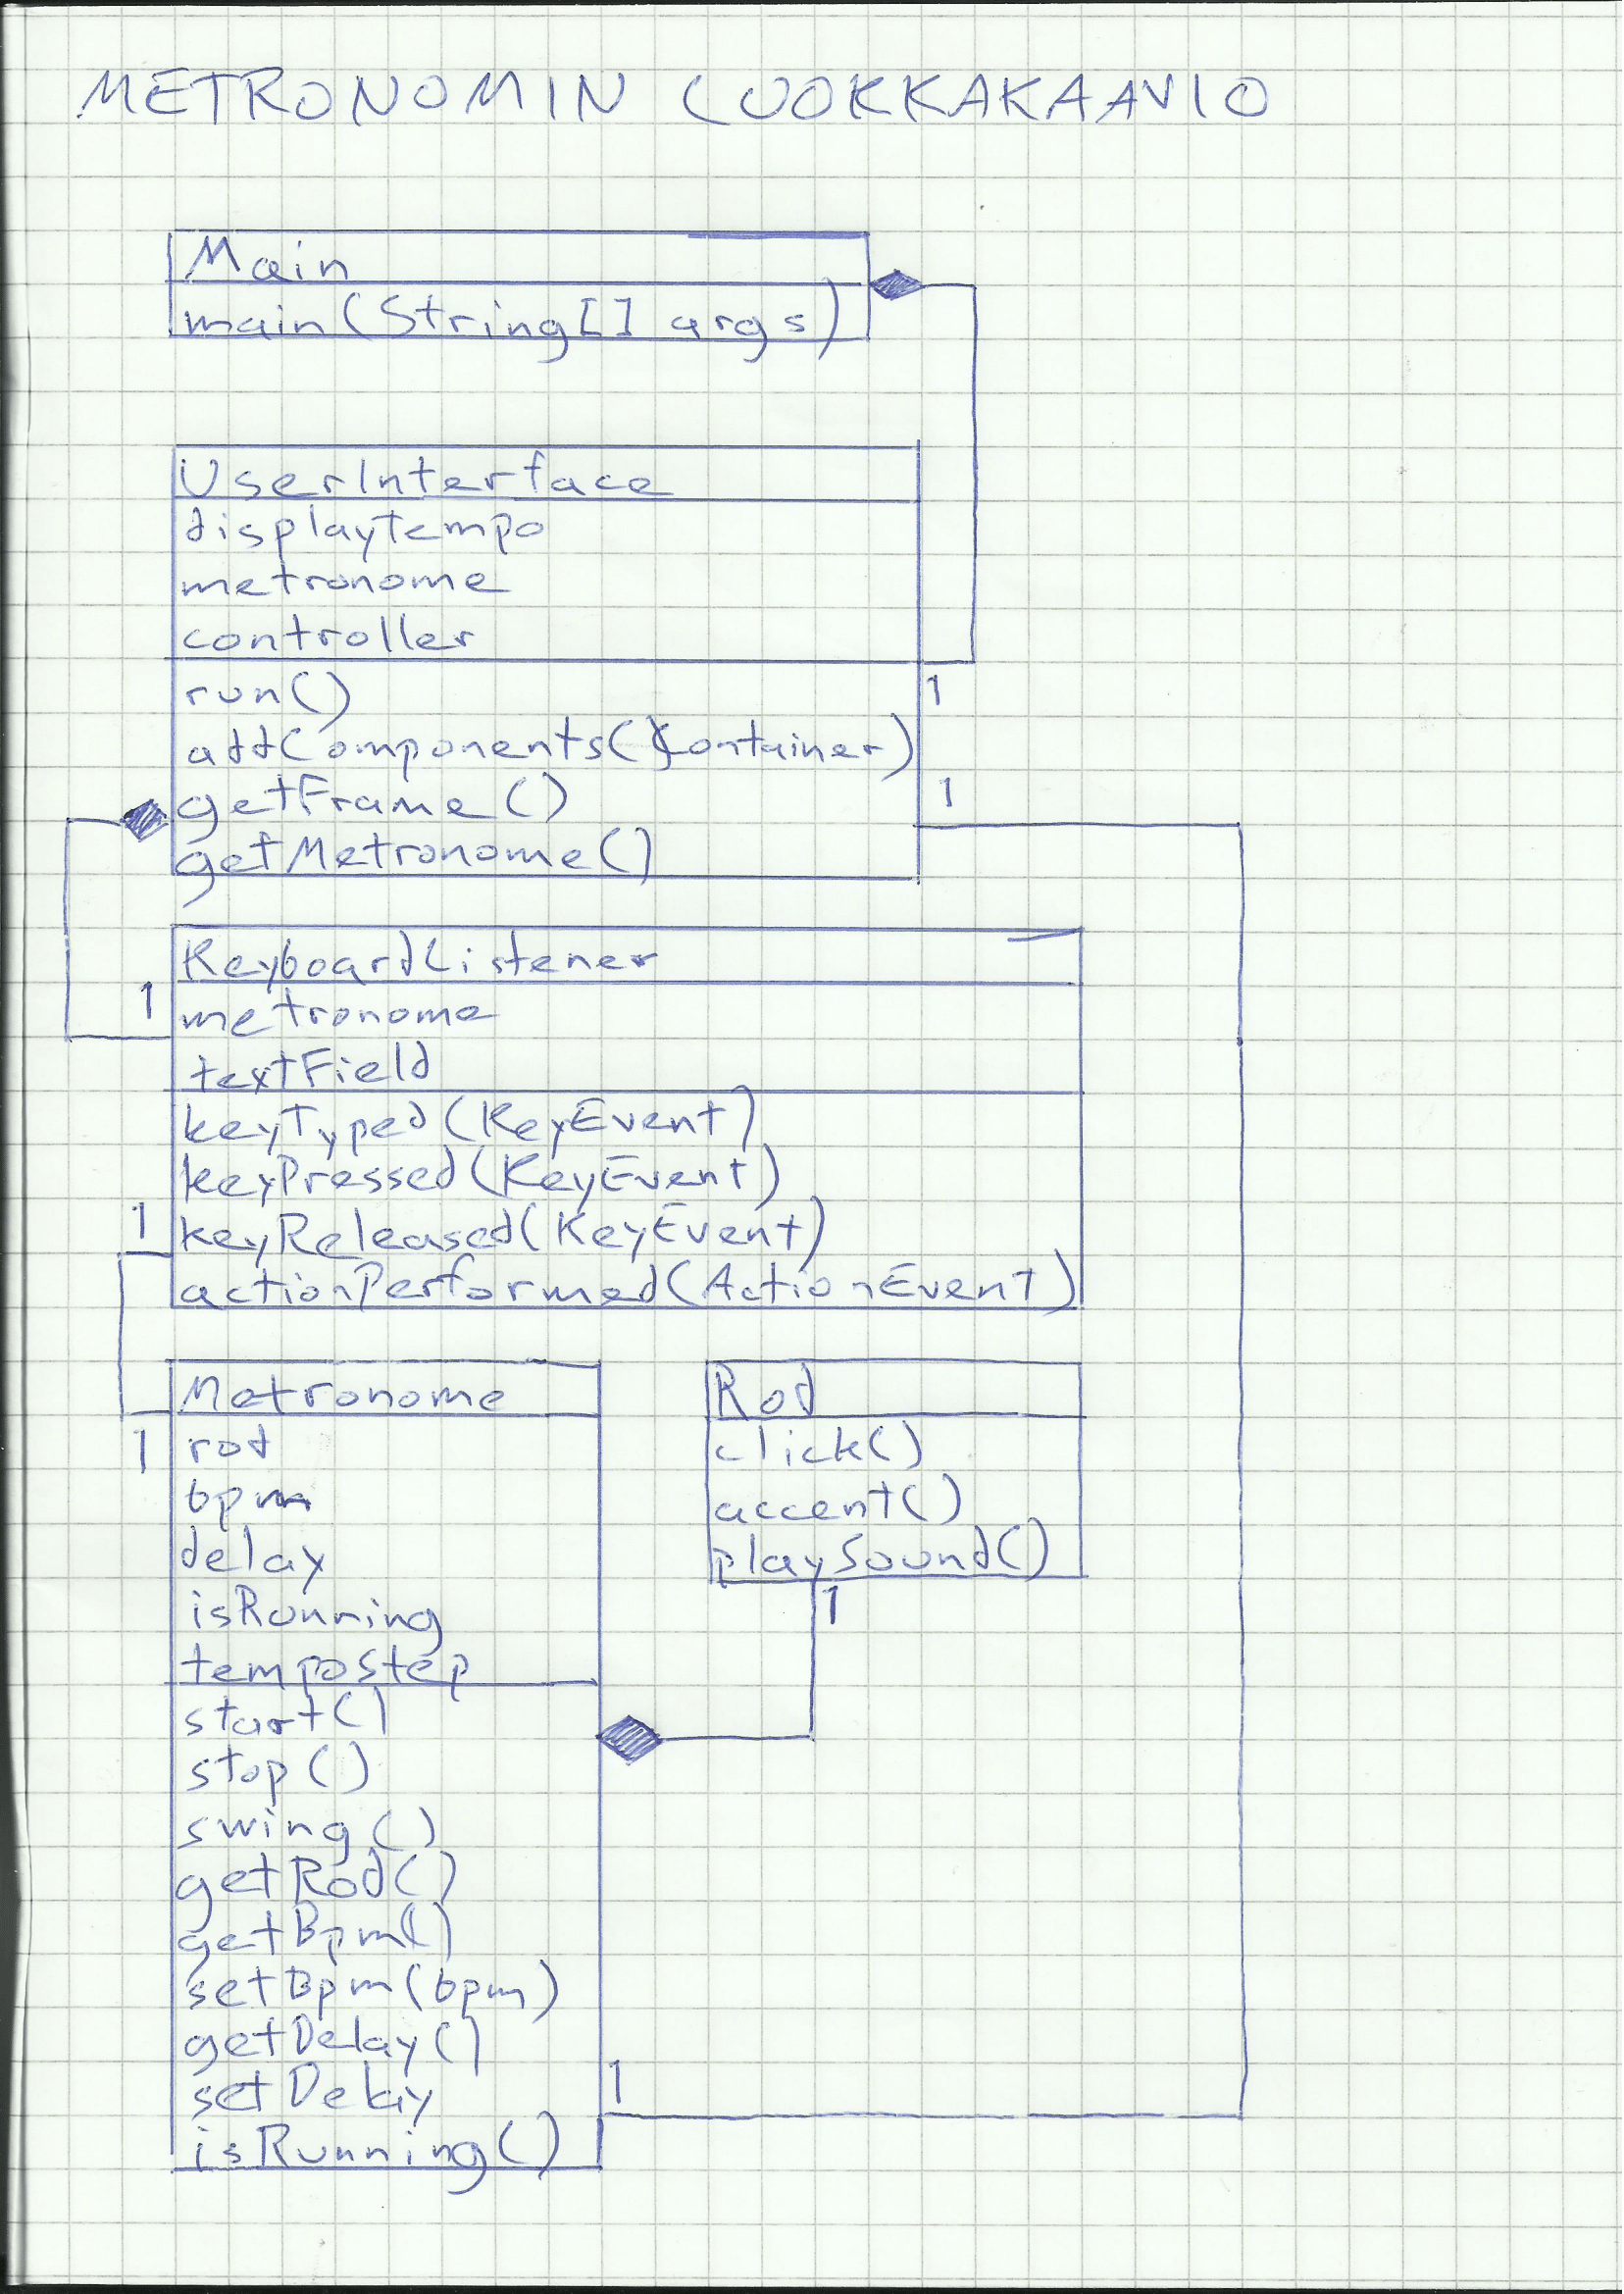 METRONOMIN LUOKKAKAAVIO
Main
main(String[] args)
UserInterface
displaytempo
metronome
controller
run()
1
addComponents(Container)
getFrame()
1
getMetronome()
KeyboardListener
1
metronome
textField
keyTyped(KeyEvent)
keyPressed(KeyEvent)
1
keyReleased(KeyEvent)
actionPerformed(ActionEvent)
Metronome
1
rod
bpm
delay
isRunning
tempoStep
start()
stop()
swing()
getRod()
getBpm()
setBpm(bpm)
getDelay()
setDelay
1
isRunning()
Rod
click()
accent()
playSound()
1